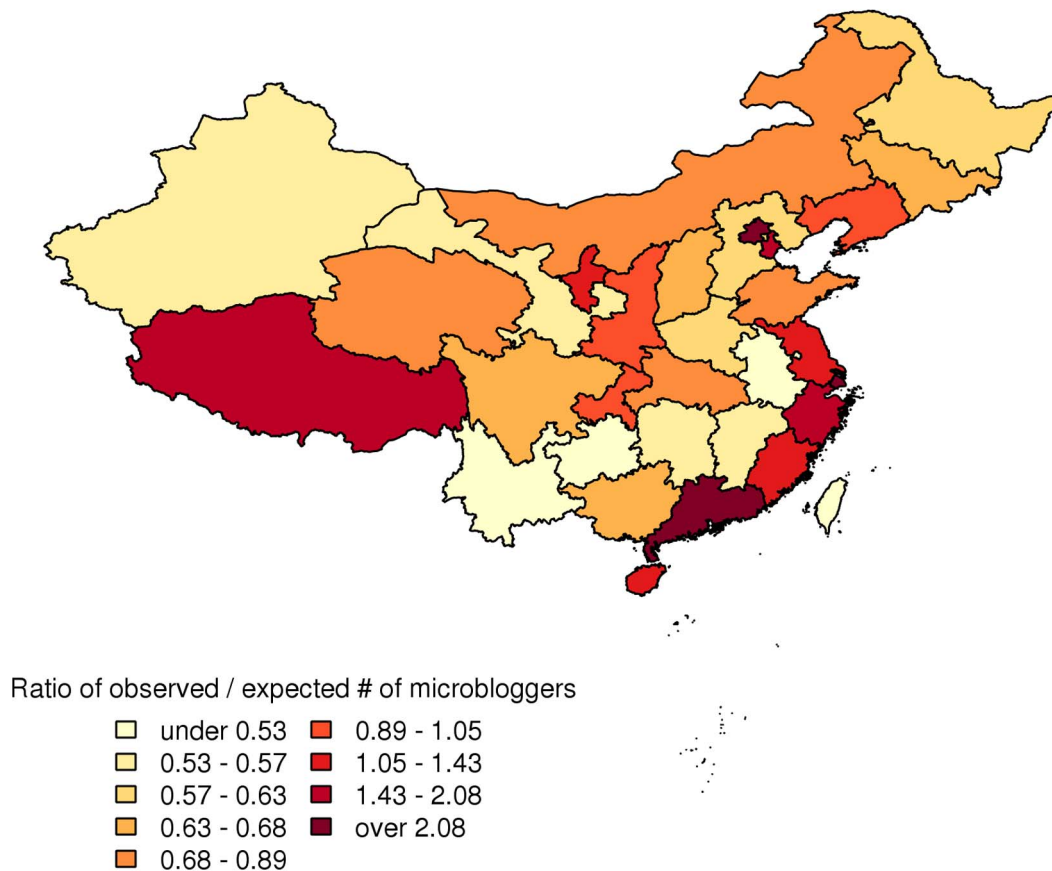 Ratio of observed / expected # of microbloggers
under 0.53
0.53 - 0.57
0.57 - 0.63
0.63 - 0.68
0.68 - 0.89
0.89 - 1.05
1.05 - 1.43
1.43 - 2.08
over 2.08